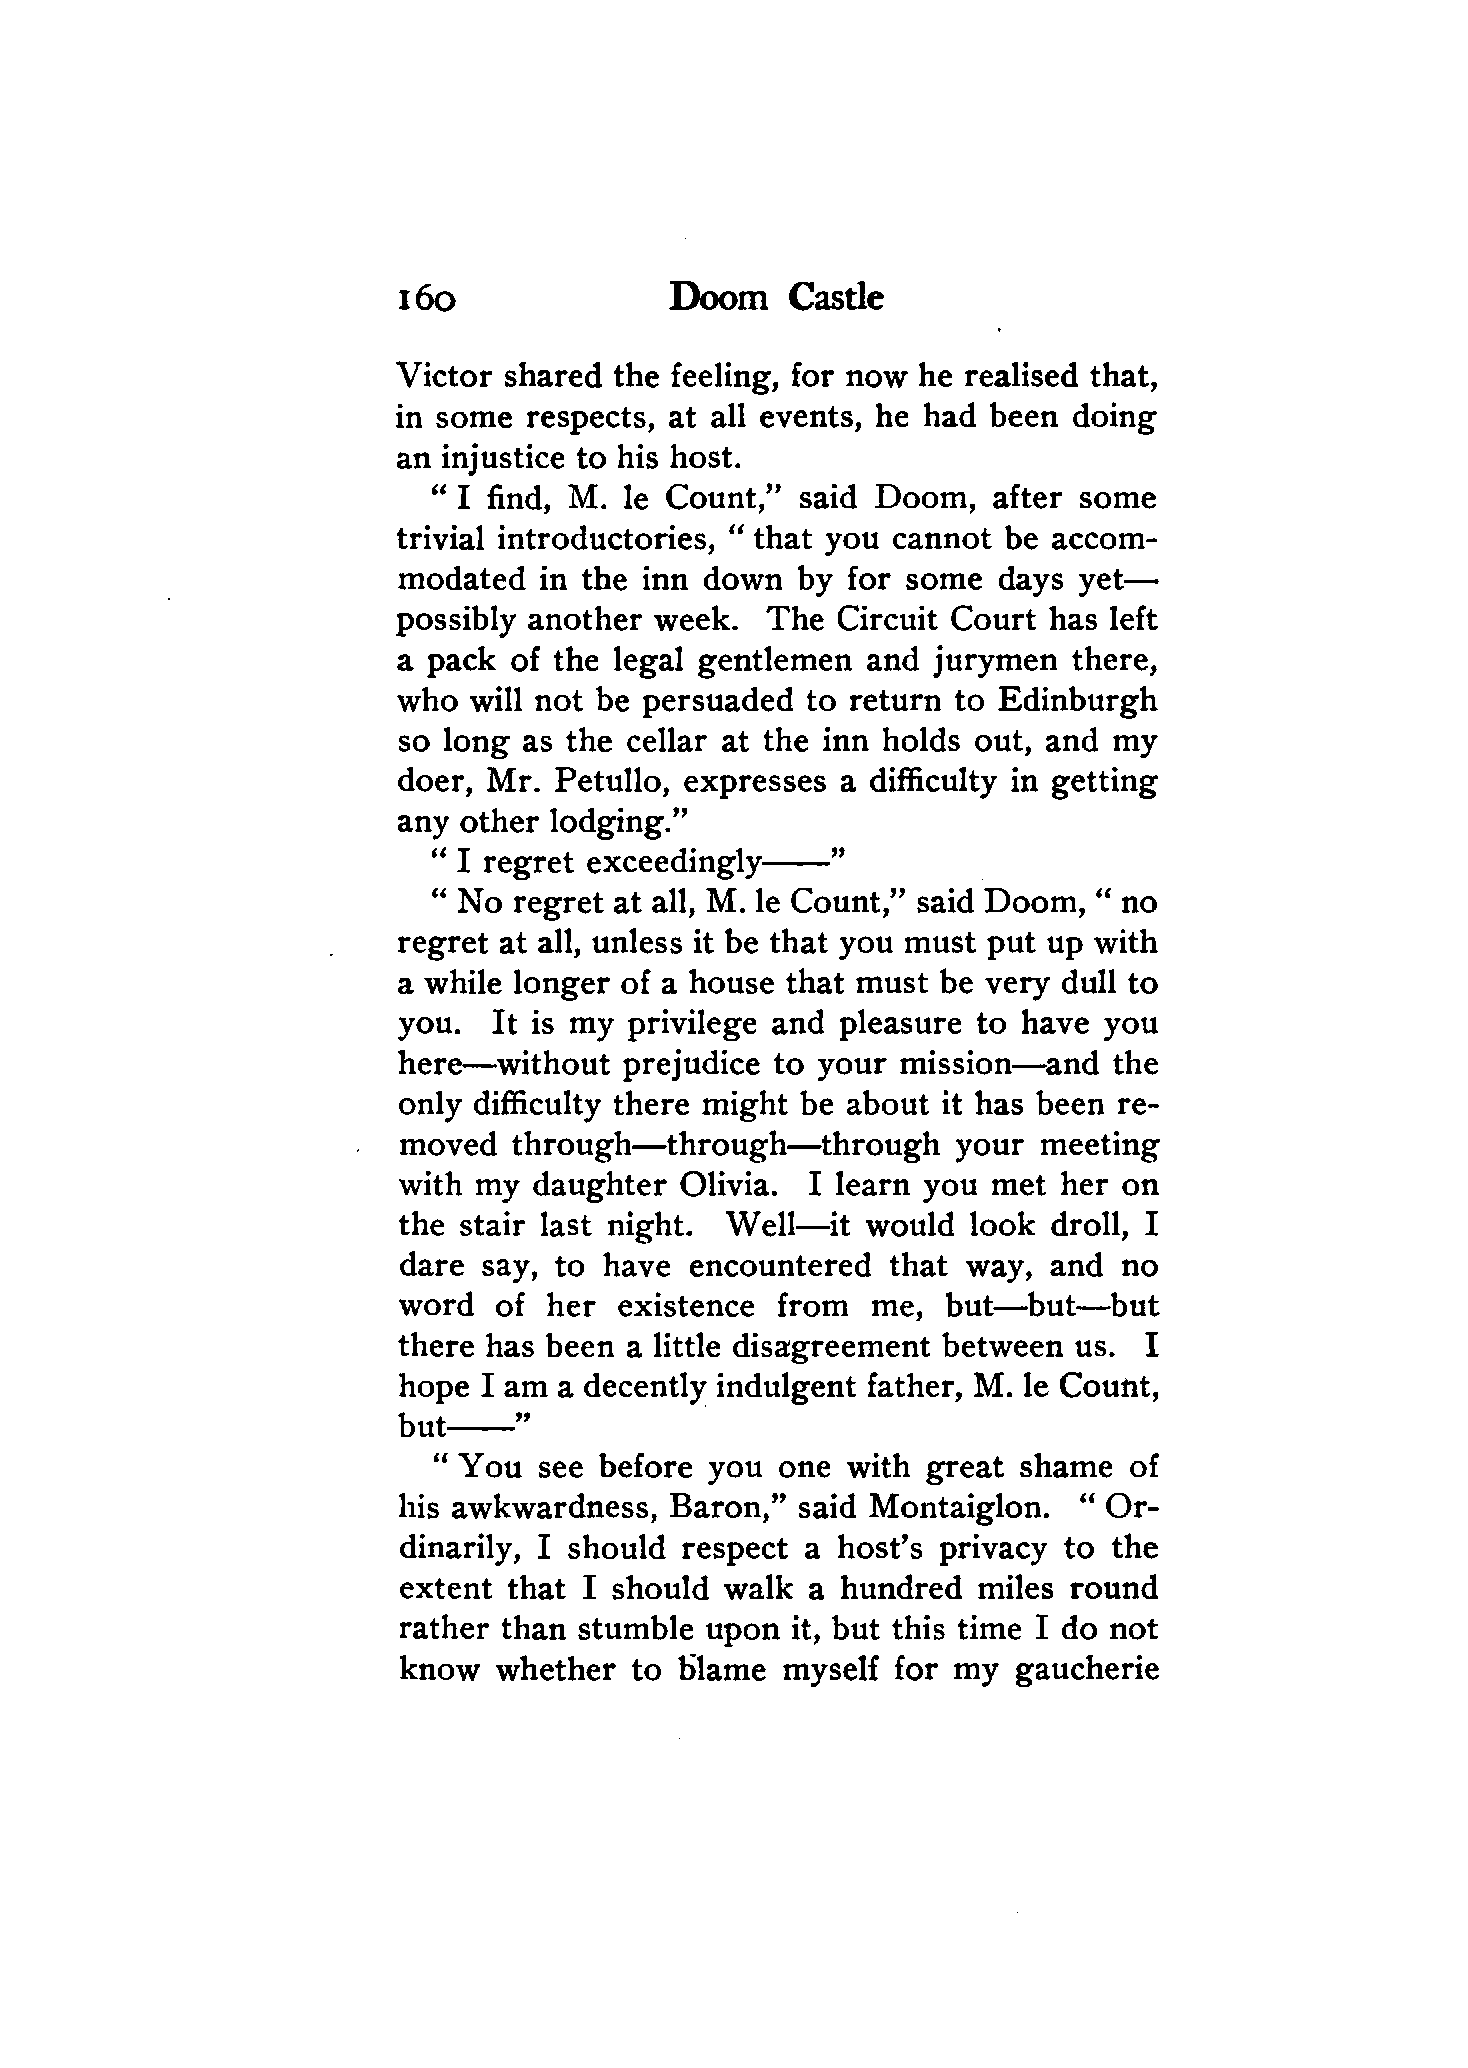 160 Doom Castle
Victor shared the feeling, for now he realised that,
in some respects, at all events, he had been doing
an injustice to his host.
“ I find, M. le Count,” said Doom, after some
trivial introductories, “ that you cannot be accom-
modated in the inn down by for some days yet—
possibly another week. The Circuit Court has left
a pack of the legal gentlemen and jurymen there,
who will not be persuaded to return to Edinburgh
so long as the cellar at the inn holds out, and my
doer, Mr. Petullo, expresses a difficulty in getting
any other lodging.”
“ I regret exceedingly——”
“ No regret at all, M. le Count,” said Doom, “ no
regret at all, unless it be that you must put up with
a while longer of a house that must be very dull to
you. It is my privilege and pleasure to have you
here—without prejudice to your mission—and the
only difficulty there might be about it has been re-
moved through—through—through your meeting
with my daughter Olivia. I learn you met her on
the stair last night. Well—it would look droll, I
dare say, to have encountered that way, and no
word of her existence from me, but—but—but
there has been a little disagreement between us. I
hope I am a decently indulgent father, M. le Count,
but——”
“ You see before you one with great shame of
his awkwardness, Baron,” said Montaiglon. “ Or-
dinarily, I should respect a host’s privacy to the
extent that I should walk a hundred miles round
rather than stumble upon it, but this time I do not
know whether to blame myself for my gaucherie